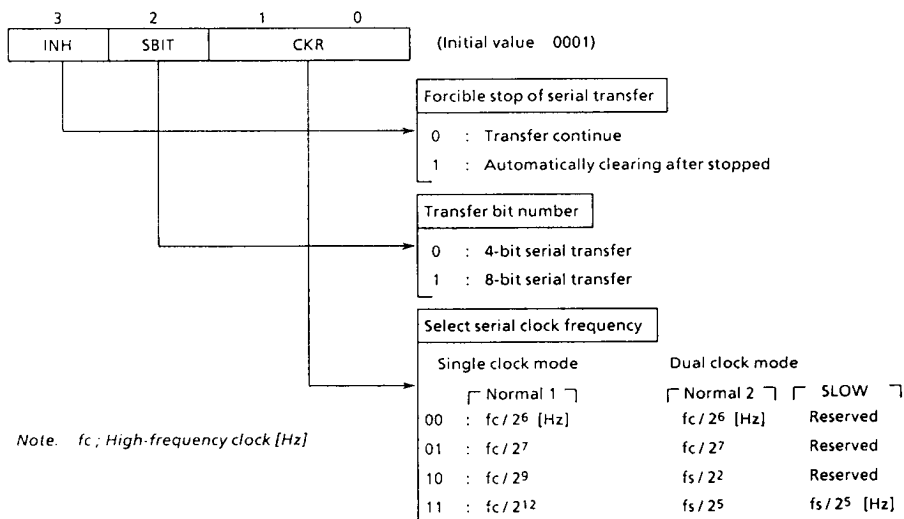 3 2 1 0
INH SBIT CKR (Initial value 0001)
Forcible stop of serial transfer
0 : Transfer continue
1 : Automatically clearing after stopped
Transfer bit number
0 : 4-bit serial transfer
1 : 8-bit serial transfer
Select serial clock frequency
Single clock mode Dual clock mode
Normal 1 Normal 2 SLOW
00 : fc/2⁶ [Hz] fc/2⁶ [Hz] Reserved
01 : fc/2⁷ fc/2⁷ Reserved
10 : fc/2⁹ fs/2² Reserved
11 : fc/2¹² fs/2⁵ fs/2⁵ [Hz]
Note. fc ; High-frequency clock [Hz]